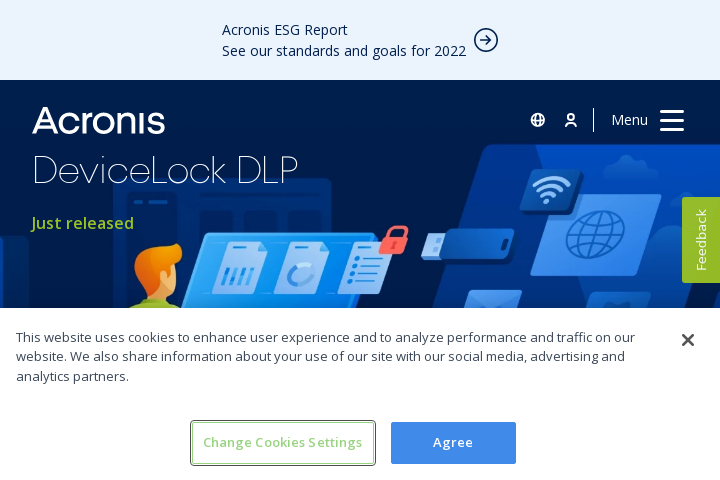 Acronis ESG Report
See our standards and goals for 2022
Acronis
Menu
DeviceLock DLP
Just released
Feedback
This website uses cookies to enhance user experience and to analyze performance and traffic on our
website. We also share information about your use of our site with our social media, advertising and
analytics partners.
Change Cookies Settings
Agree